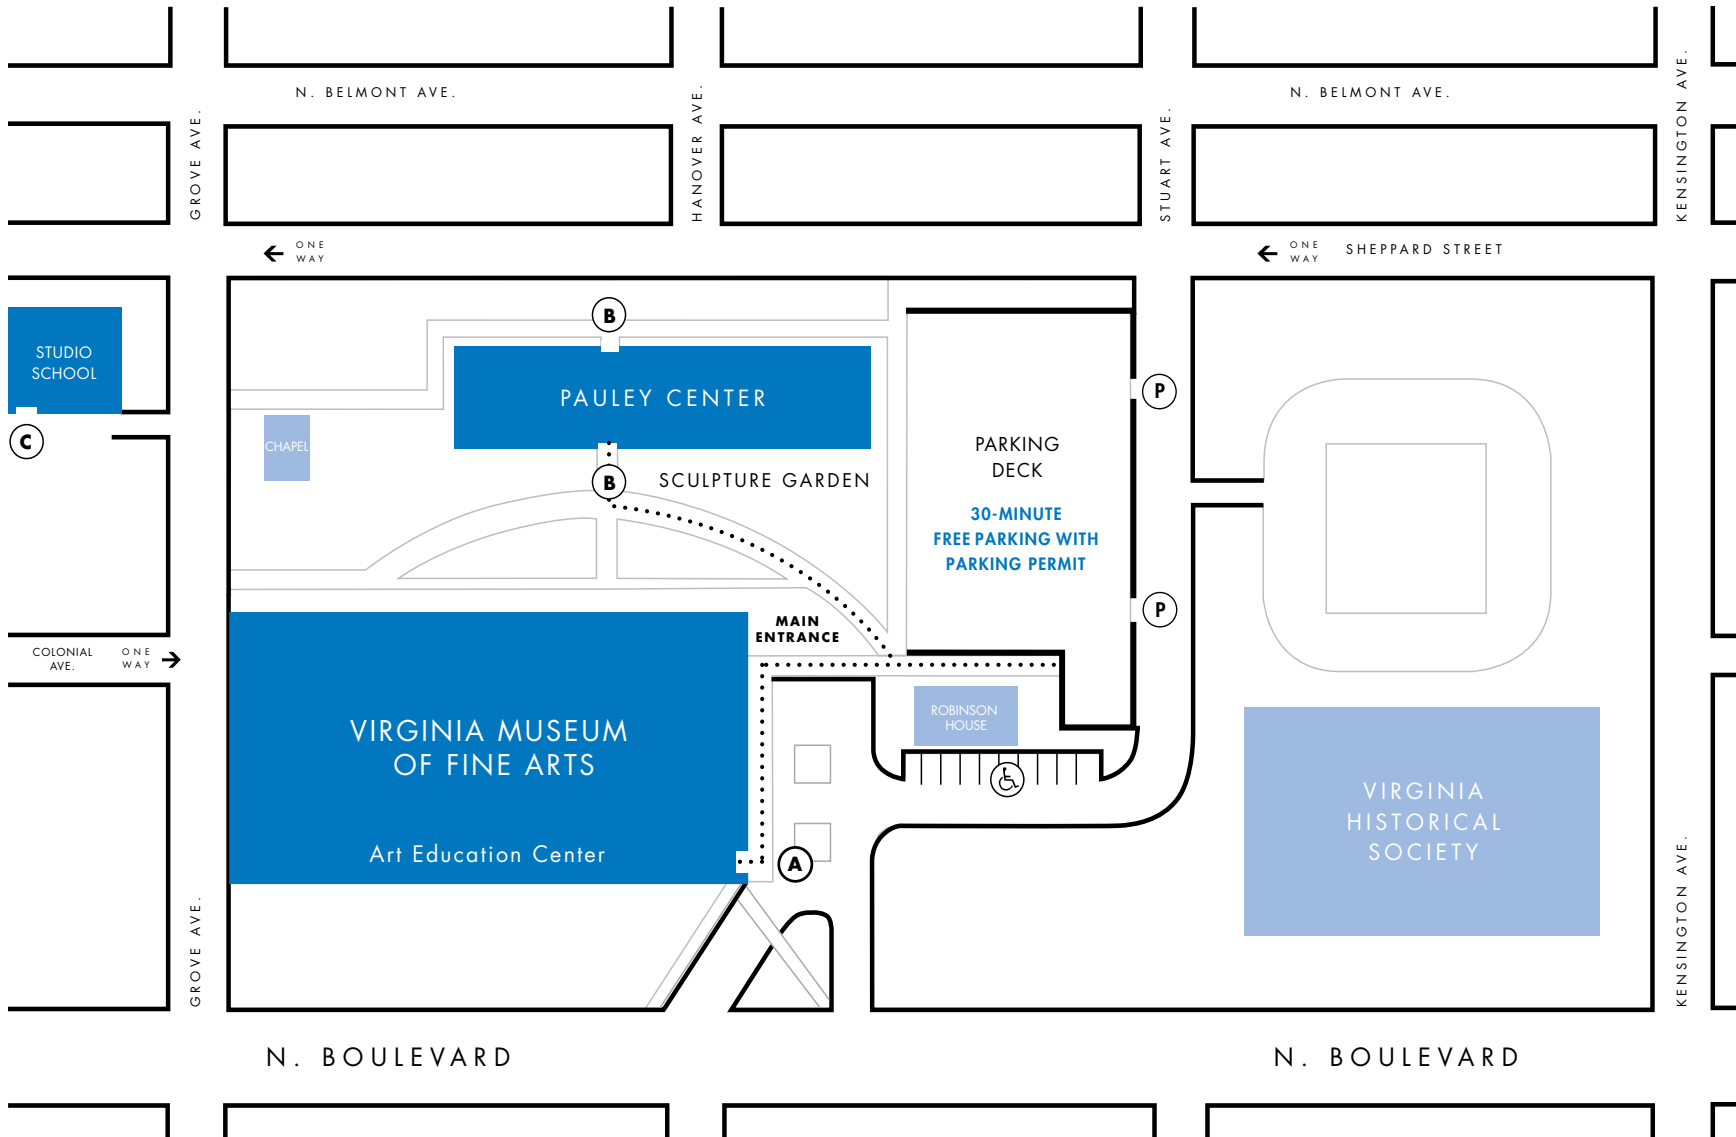 N. BELMONT AVE.
N. BELMONT AVE.
GROVE AVE.
HANOVER AVE.
STUART AVE.
KENSINGTON AVE.
ONE
WAY
ONE
WAY
SHEPPARD STREET
STUDIO
SCHOOL
C
B
PAULEY CENTER
CHAPEL
B
SCULPTURE GARDEN
PARKING
DECK
30-MINUTE
FREE PARKING WITH
PARKING PERMIT
P
P
MAIN
ENTRANCE
COLONIAL
AVE.
ONE
WAY
ROBINSON
HOUSE
VIRGINIA MUSEUM
OF FINE ARTS
Art Education Center
A
VIRGINIA
HISTORICAL
SOCIETY
GROVE AVE.
KENSINGTON AVE.
N. BOULEVARD
N. BOULEVARD